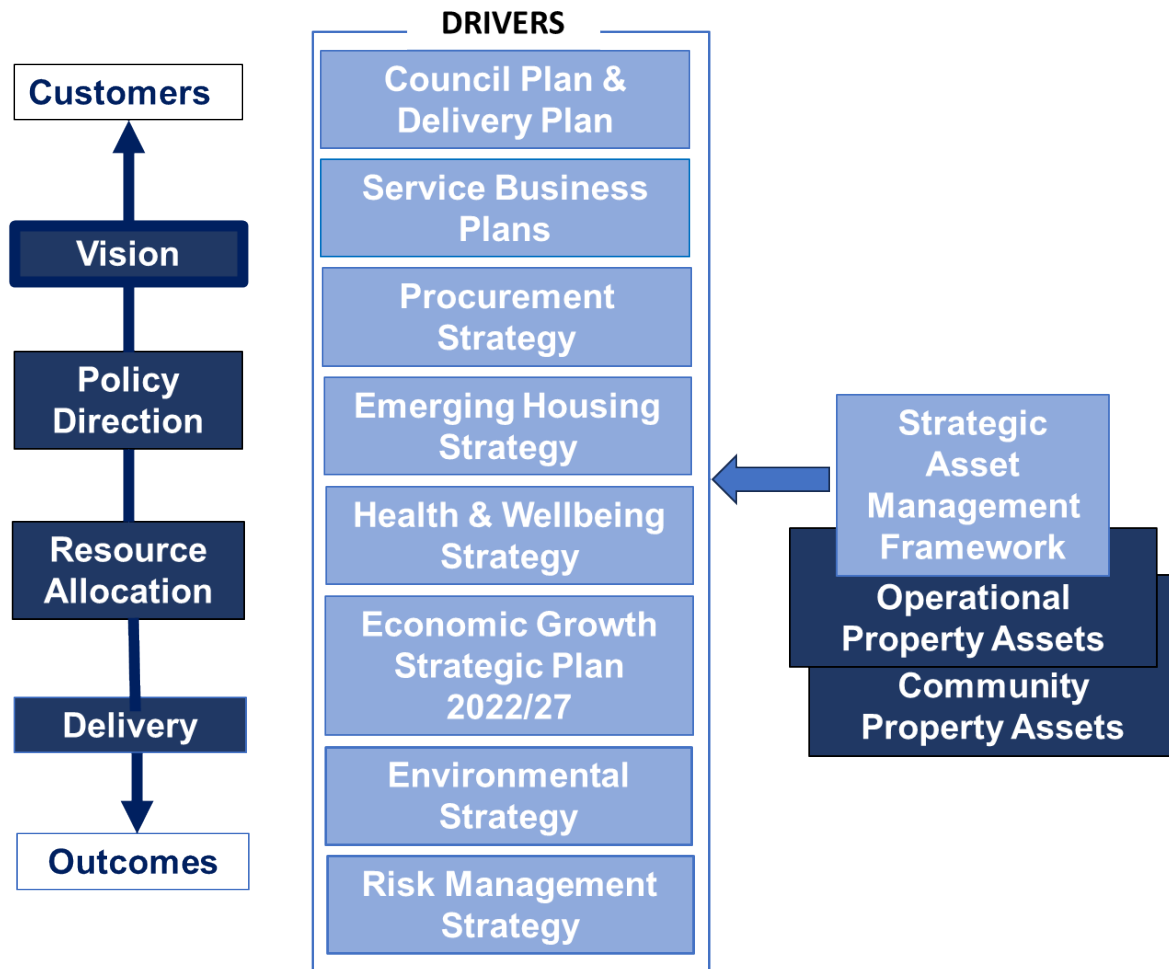 DRIVERS
Customers
Vision
Policy
Direction
Resource
Allocation
Delivery
Outcomes
Council Plan &
Delivery Plan
Service Business
Plans
Procurement
Strategy
Emerging Housing
Strategy
Health & Wellbeing
Strategy
Economic Growth
Strategic Plan
2022/27
Environmental
Strategy
Risk Management
Strategy
Strategic
Asset
Management
Framework
Operational
Property Assets
Community
Property Assets